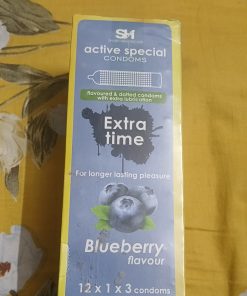 SH
active special
CONDOMS
flavoured & dotted condoms
with extra lubrication
Extra
time
For longer lasting pleasure
Blueberry
flavour
12 x 1 x 3 condoms